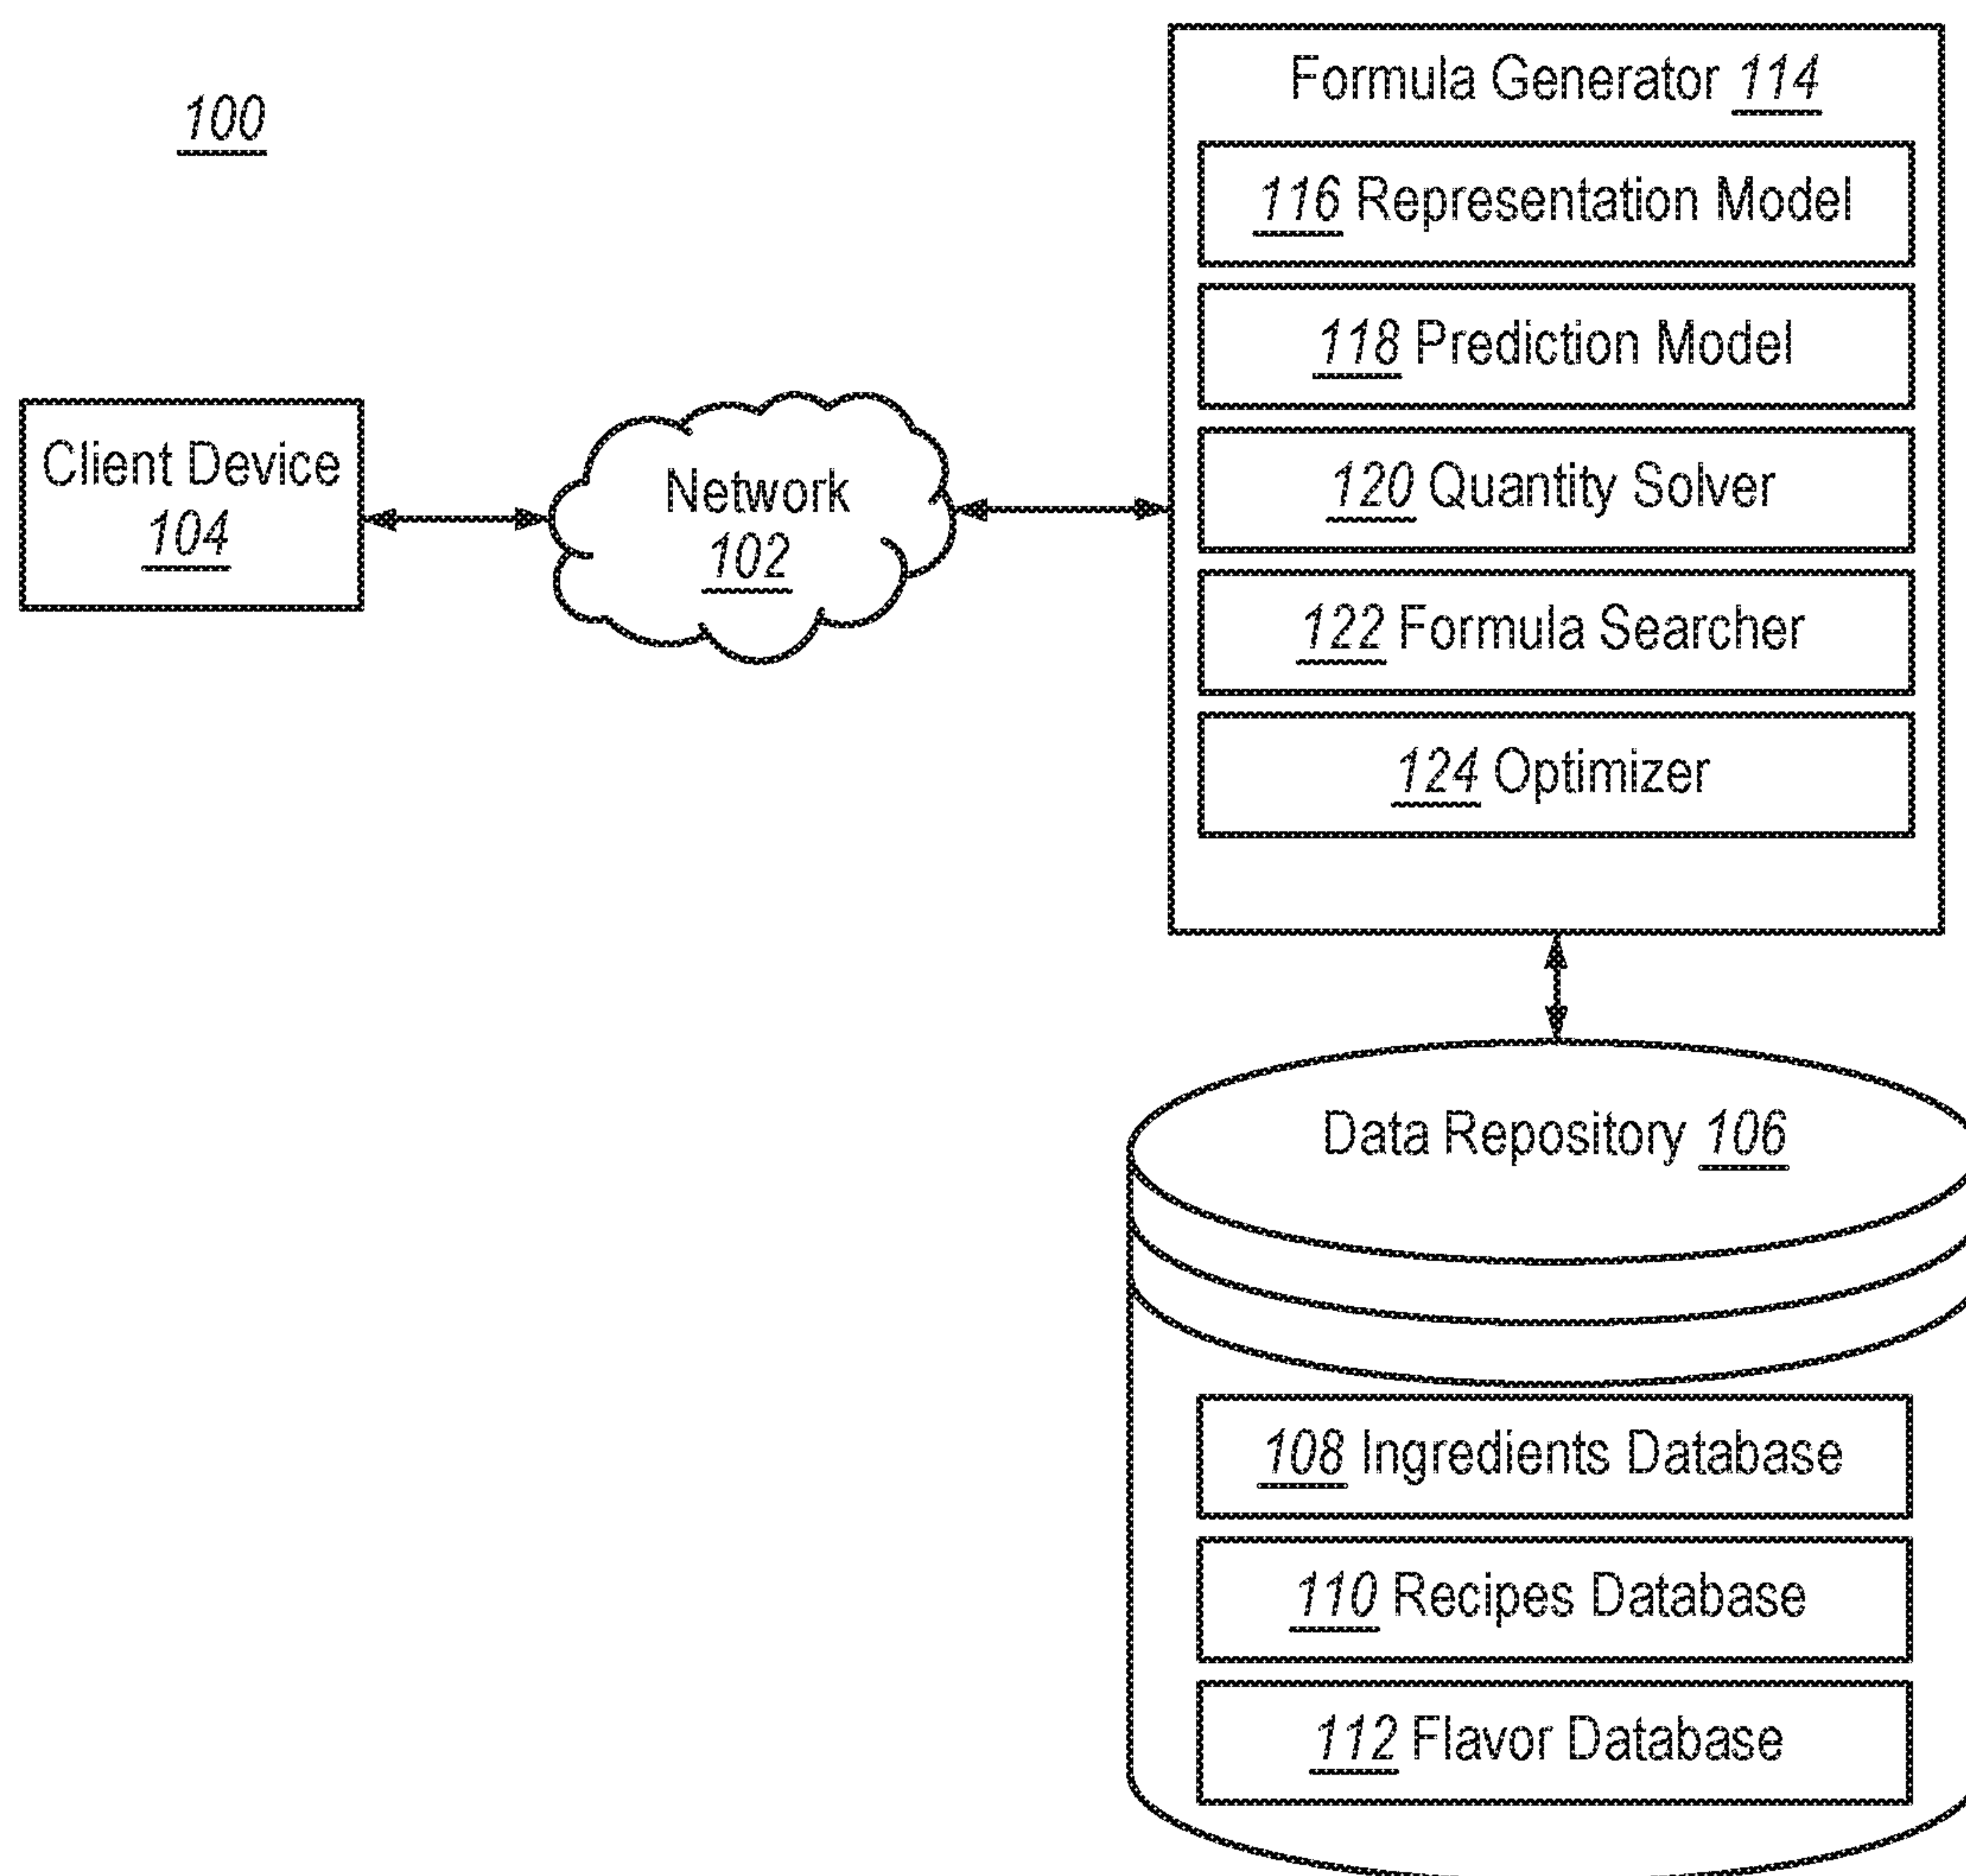 100
Formula Generator 114
116 Representation Model
118 Prediction Model
120 Quantity Solver
122 Formula Searcher
124 Optimizer
Client Device
104
Network
102
Data Repository 106
108 Ingredients Database
110 Recipes Database
112 Flavor Database